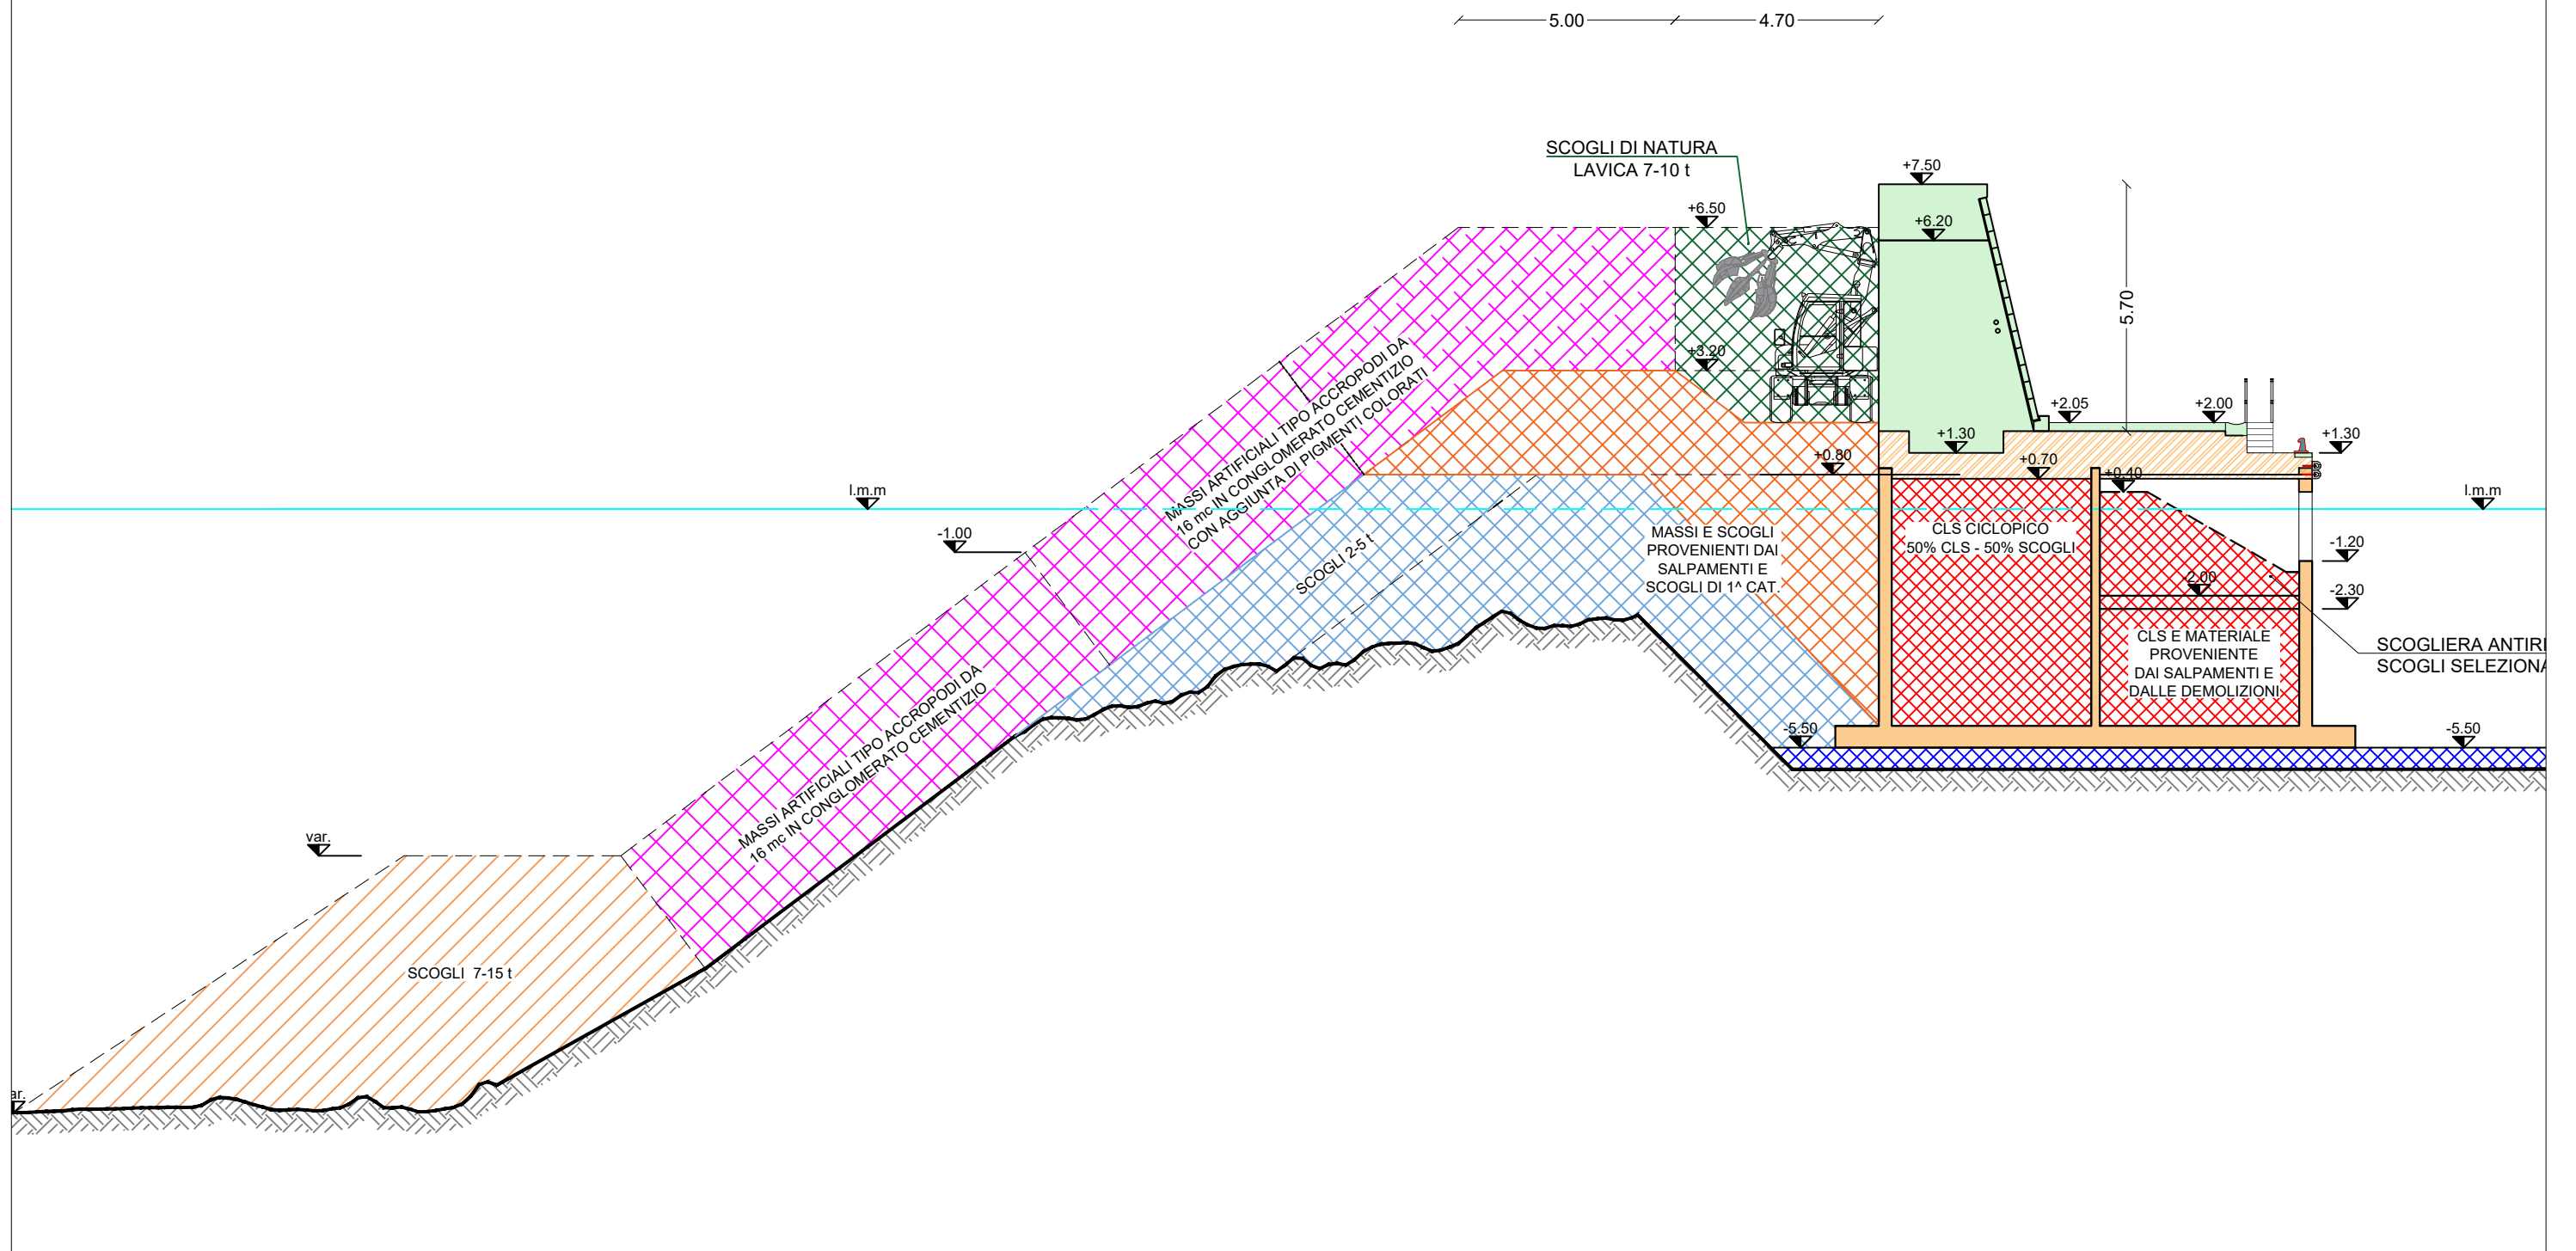 5.00
4.70
SCOGLI DI NATURA
LAVICA 7-10 t
+7.50
+6.50
+6.20
5.70
+3.20
MASSI ARTIFICIALI TIPO ACCROPODI DA
16 mc IN CONGLOMERATO CEMENTIZIO
CON AGGIUNTA DI PIGMENTI COLORATI
+2.05
+2.00
+1.30
+1.30
+0.80
+0.70
+0.40
l.m.m
l.m.m
-1.00
SCOGLI 2-5 t
MASSI E SCOGLI
PROVENIENTI DAI
SALPAMENTI E
SCOGLI DI 1^ CAT.
CLS CICLOPICO
50% CLS - 50% SCOGLI
-1.20
-2.00
-2.30
CLS E MATERIALE
PROVENIENTE
DAI SALPAMENTI E
DALLE DEMOLIZIONI
SCOGLIERA ANTIRI
SCOGLI SELEZIONA
MASSI ARTIFICIALI TIPO ACCROPODI DA
16 mc IN CONGLOMERATO CEMENTIZIO
-5.50
-5.50
var.
SCOGLI 7-15 t
ar.